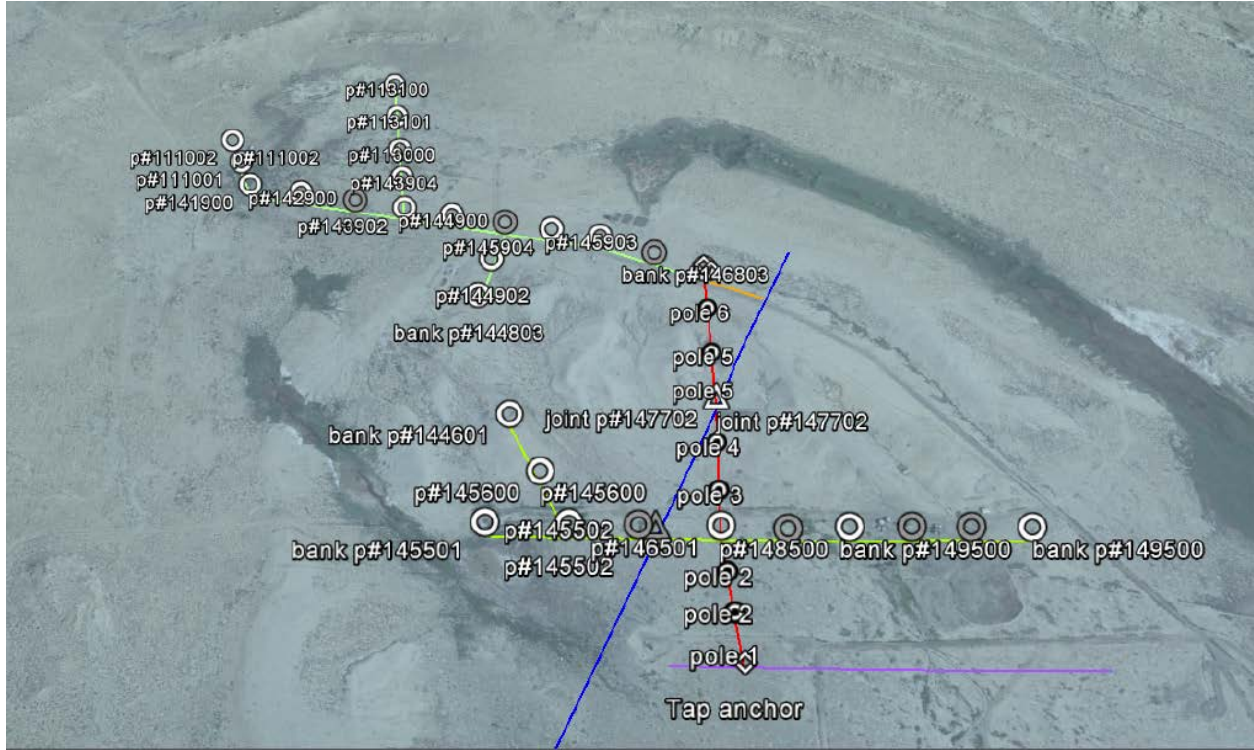 p#113100
p#113101
p#111002 p#111002
p#113000
p#111001
p#143904
p#141900 p#142900
p#143902 p#144900
p#145904 p#145903
bank p#146803
p#144902
pole 6
bank p#144803
pole 5
pole 5
joint p#147702 joint p#147702
bank p#144601
pole 4
p#145600 p#145600
pole 3
p#145502
bank p#145501 p#146501 p#148500 bank p#149500 bank p#149500
p#145502
pole 2
pole 2
pole 1
Tap anchor